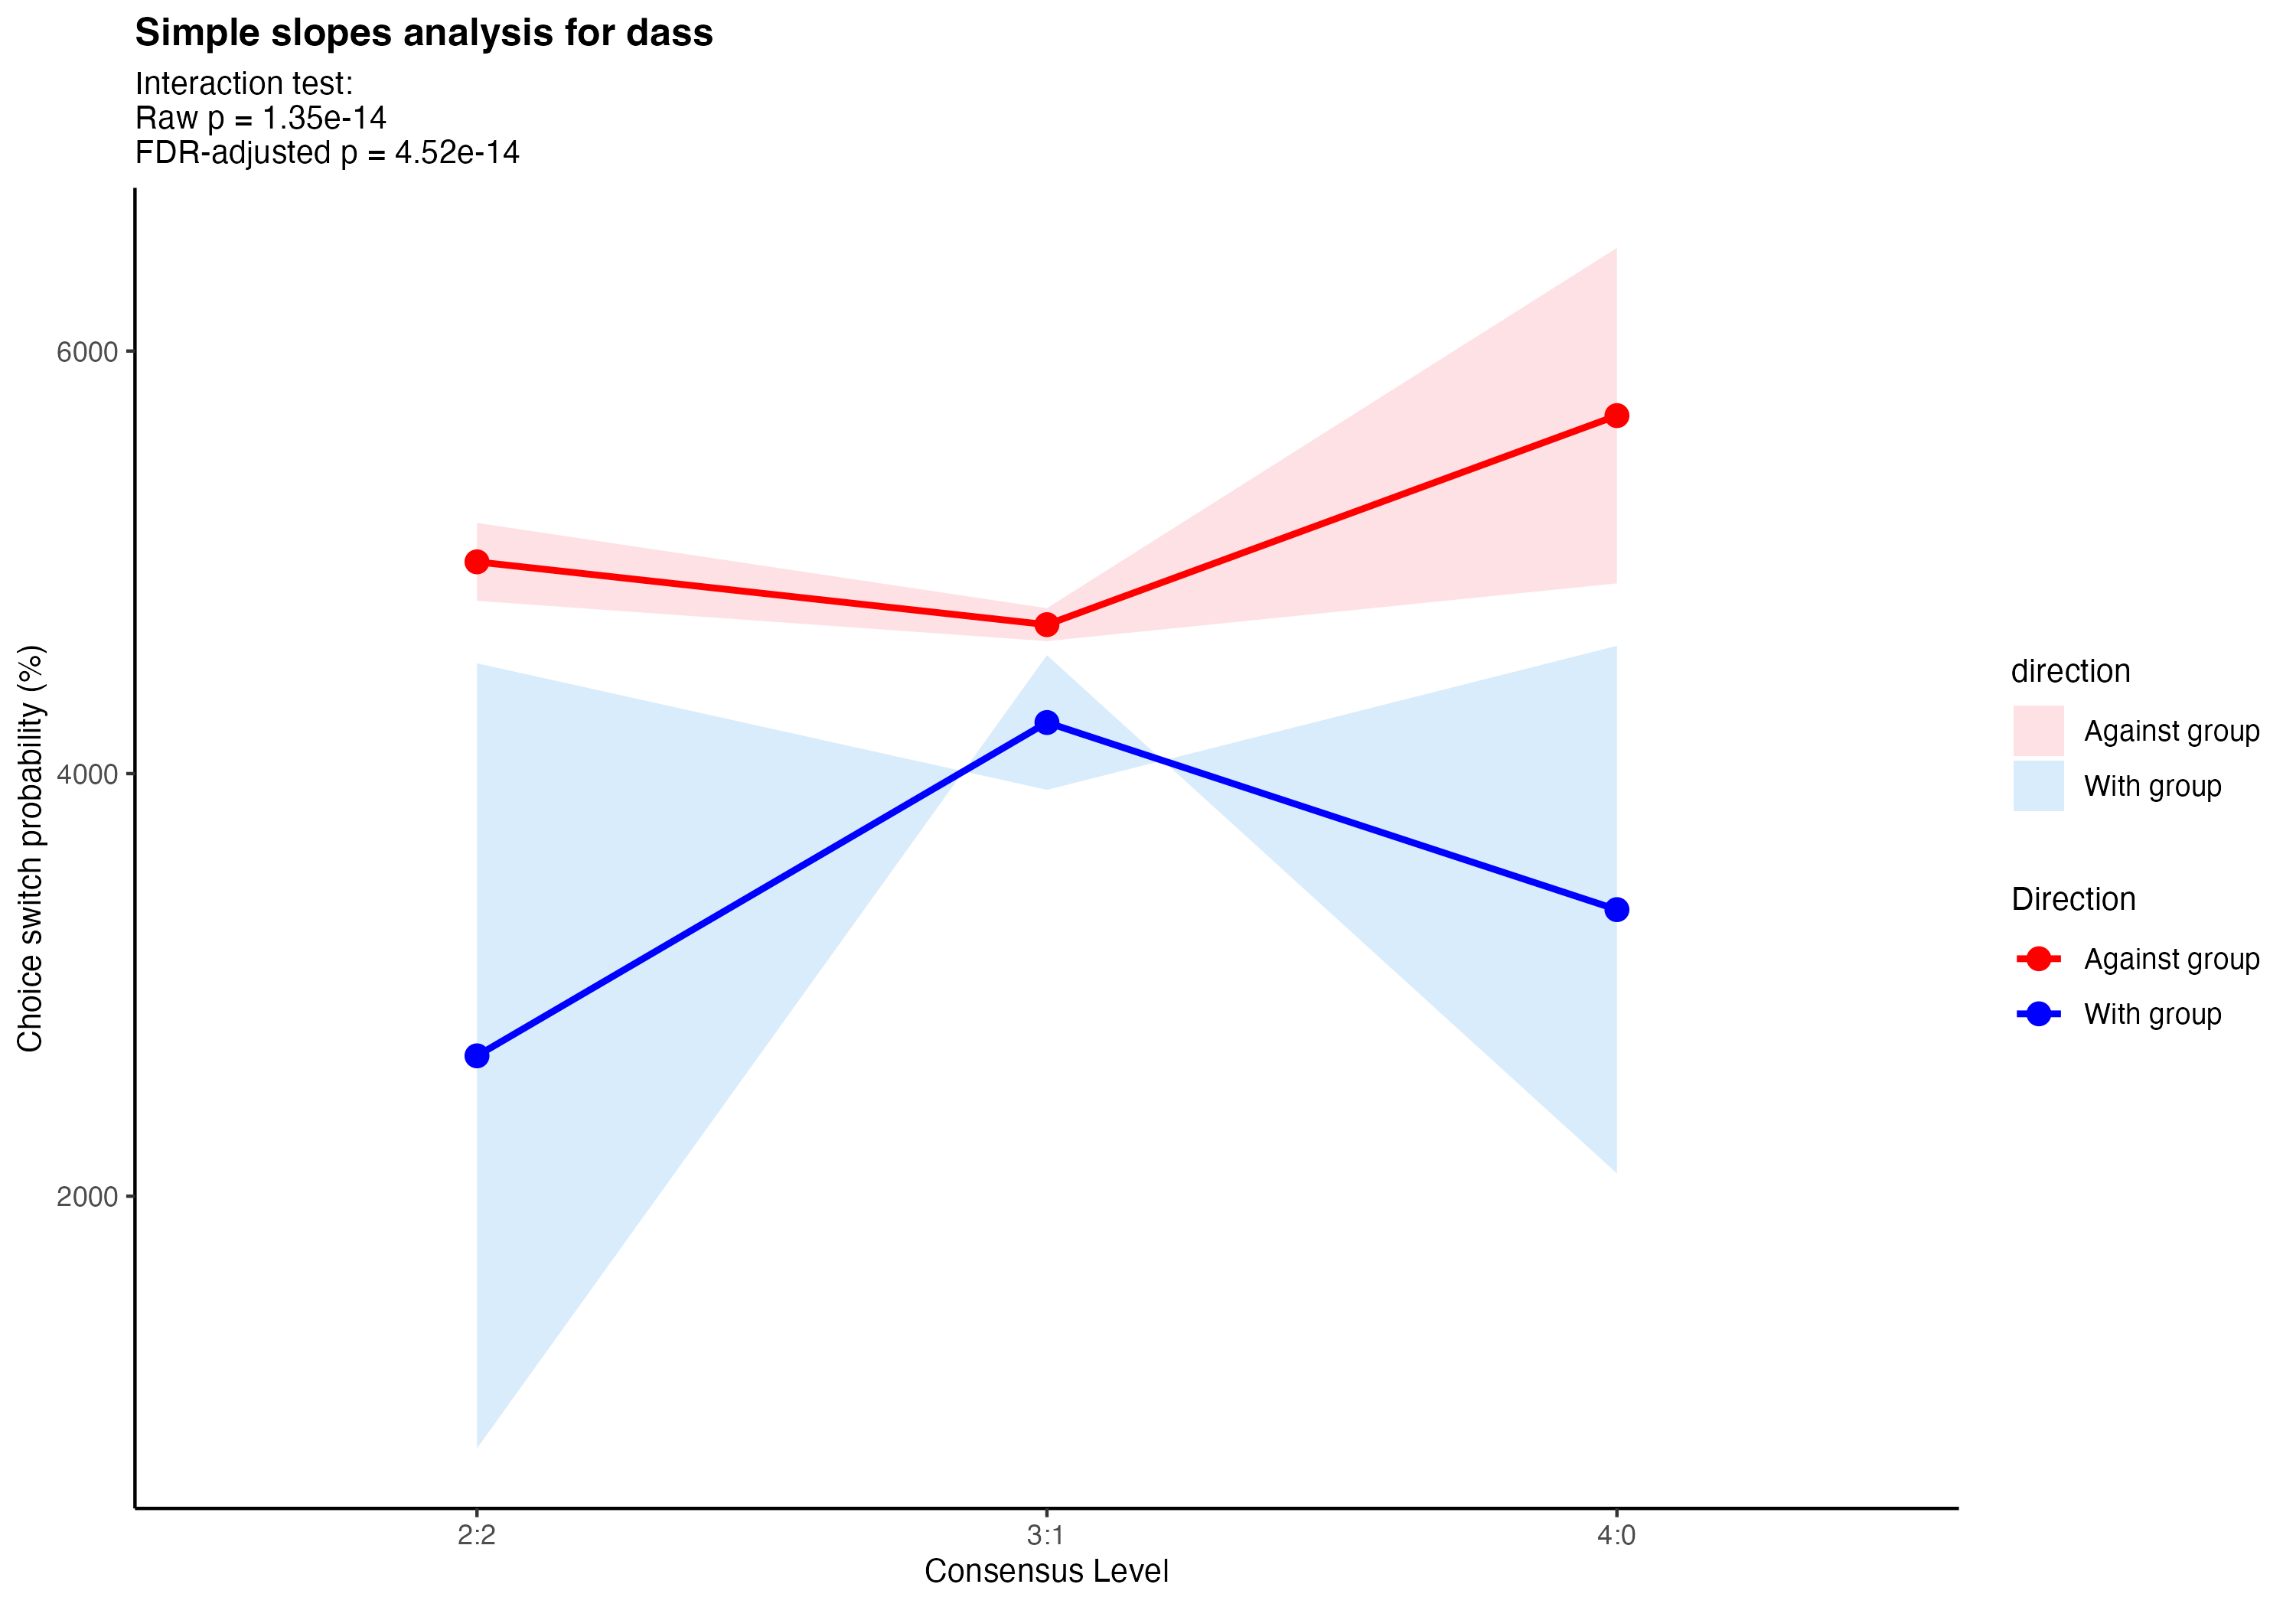 Simple slopes analysis for dass
Interaction test:
Raw p = 1.35e-14
FDR-adjusted p = 4.52e-14
Choice switch probability (%)
6000
4000
2000
2:2
3:1
4:0
Consensus Level
direction
Against group
With group
Direction
Against group
With group